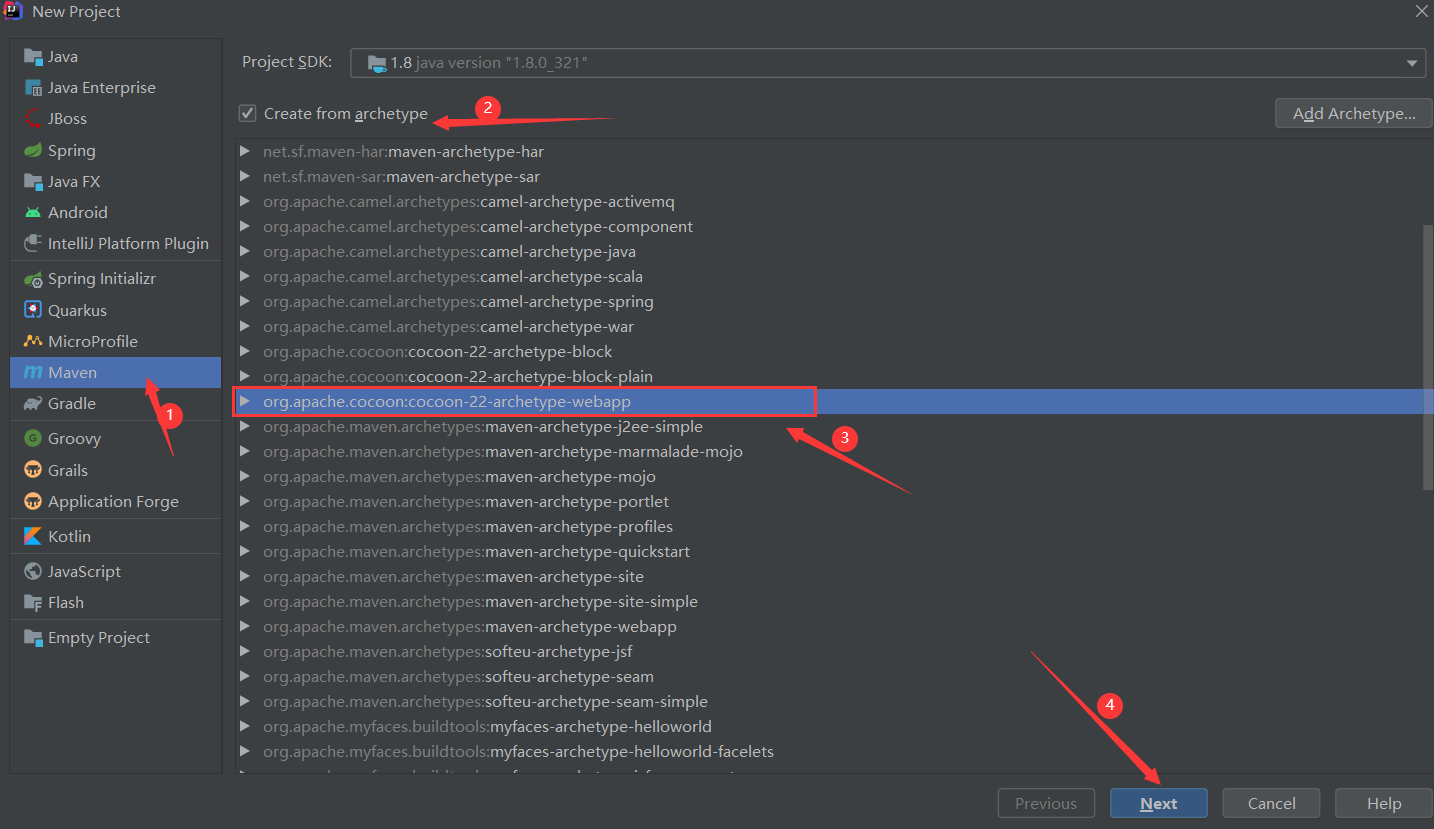 New Project
Java
Java Enterprise
JBoss
Spring
Java FX
Android
IntelliJ Platform Plugin
Spring Initializr
Quarkus
MicroProfile
Maven
1
Gradle
Groovy
Grails
Application Forge
Kotlin
JavaScript
Flash
Empty Project
Project SDK: 1.8 java version "1.8.0_321"
Create from archetype 2 Add Archetype...
net.sf.maven-har:maven-archetype-har
net.sf.maven-sar:maven-archetype-sar
org.apache.camel.archetypes:camel-archetype-activemq
org.apache.camel.archetypes:camel-archetype-component
org.apache.camel.archetypes:camel-archetype-java
org.apache.camel.archetypes:camel-archetype-scala
org.apache.camel.archetypes:camel-archetype-spring
org.apache.camel.archetypes:camel-archetype-war
org.apache.cocoon:cocoon-22-archetype-block
org.apache.cocoon:cocoon-22-archetype-block-plain
org.apache.cocoon:cocoon-22-archetype-webapp
org.apache.maven.archetypes:maven-archetype-j2ee-simple
3
org.apache.maven.archetypes:maven-archetype-marmalade-mojo
org.apache.maven.archetypes:maven-archetype-mojo
org.apache.maven.archetypes:maven-archetype-portlet
org.apache.maven.archetypes:maven-archetype-profiles
org.apache.maven.archetypes:maven-archetype-quickstart
org.apache.maven.archetypes:maven-archetype-site
org.apache.maven.archetypes:maven-archetype-site-simple
org.apache.maven.archetypes:maven-archetype-webapp
org.apache.maven.archetypes:softeu-archetype-jsf
org.apache.maven.archetypes:softeu-archetype-seam
org.apache.maven.archetypes:softeu-archetype-seam-simple
4
org.apache.myfaces.buildtools:myfaces-archetype-helloworld
org.apache.myfaces.buildtools:myfaces-archetype-helloworld-facelets
Previous Next Cancel Help